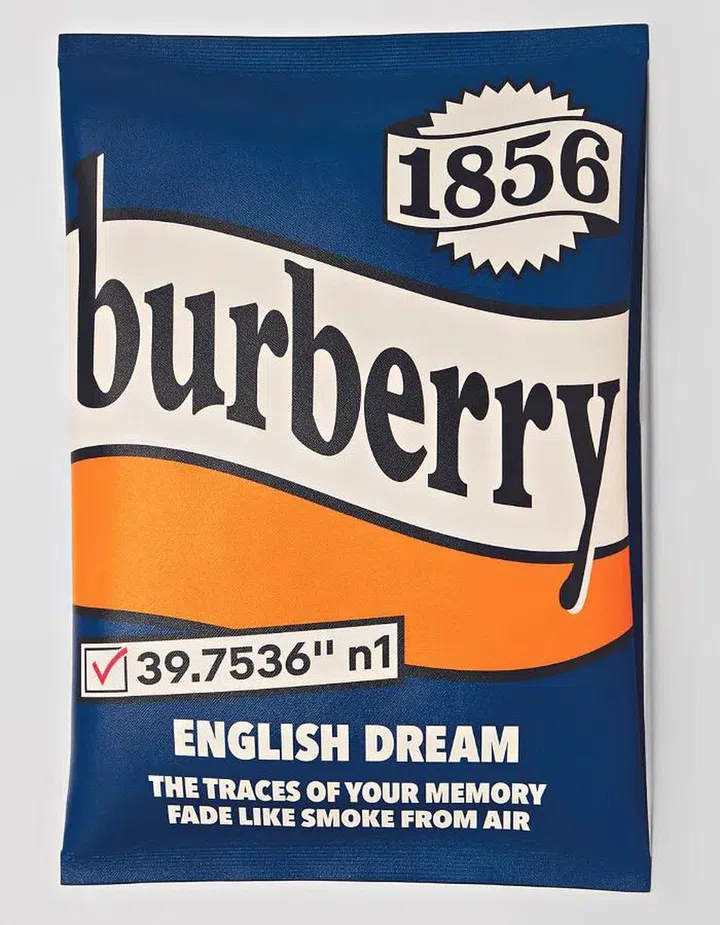 1856
burberry
39.7536" n1
ENGLISH DREAM
THE TRACES OF YOUR MEMORY
FADE LIKE SMOKE FROM AIR